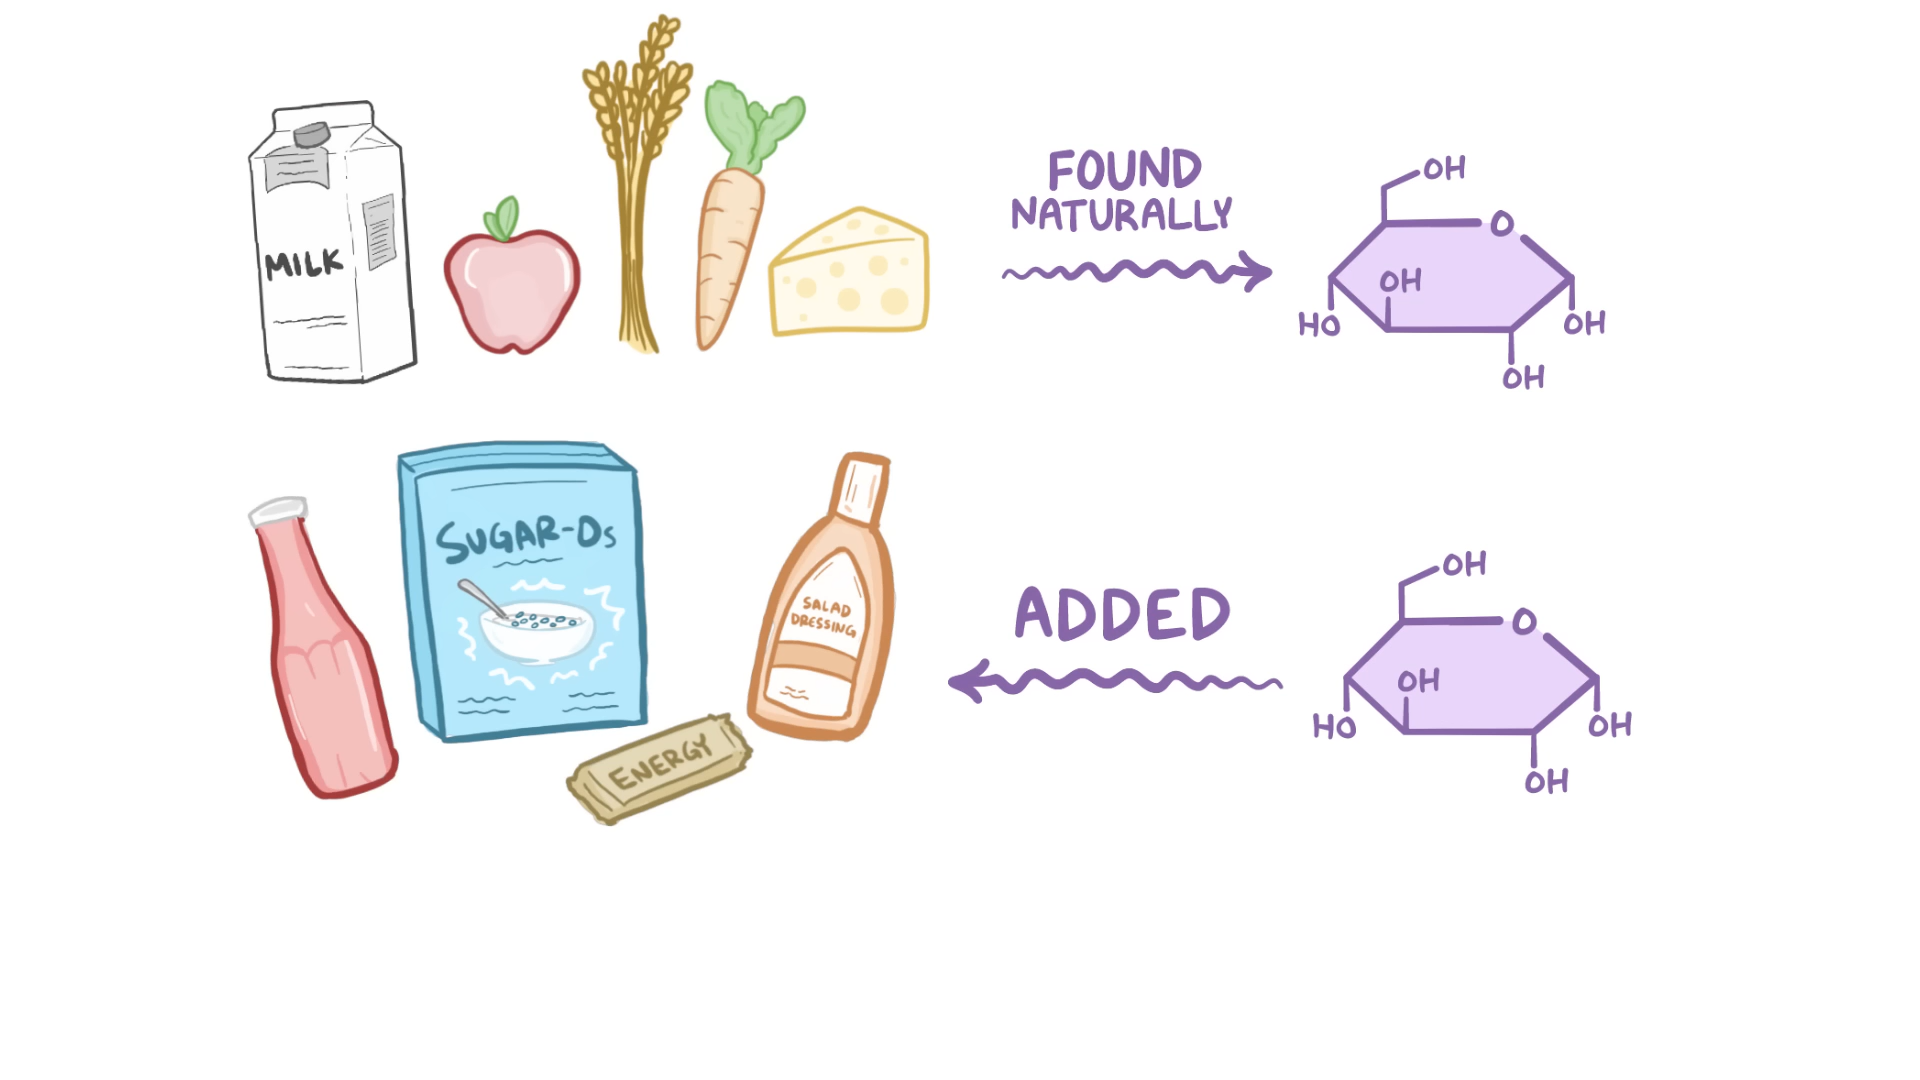 MILK
FOUND
NATURALLY
OH
O
OH
HO
OH
OH
SUGAR-Os
SALAD
DRESSING
ENERGY
ADDED
OH
O
OH
HO
OH
OH